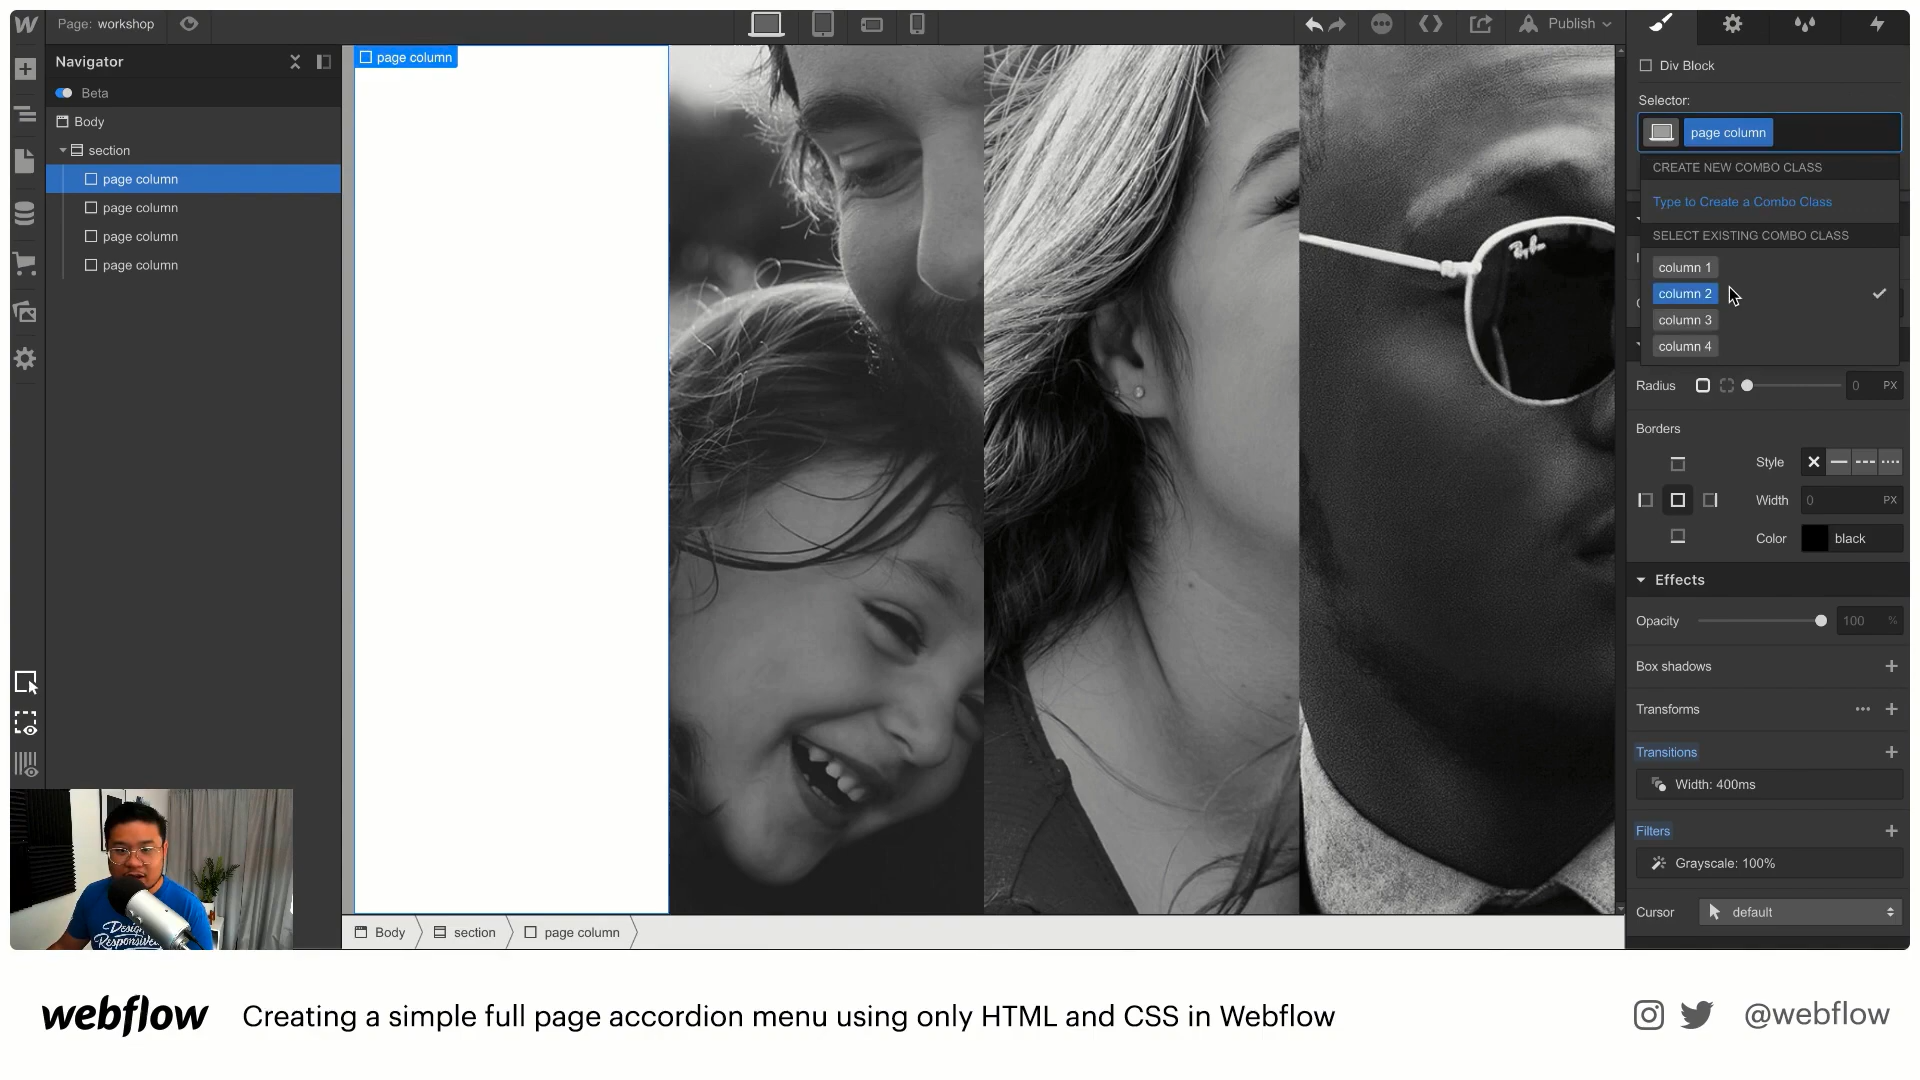 Page: workshop
Publish
Navigator
Beta
Body
section
page column
page column
page column
page column
page column
Ray-Ban
Div Block
Selector:
page column
CREATE NEW COMBO CLASS
Type to Create a Combo Class
SELECT EXISTING COMBO CLASS
column 1
column 2
column 3
column 4
Radius
0 PX
Borders
Style
Width
0 PX
Color
black
Effects
Opacity
100 %
Box shadows
Transforms
Transitions
Width: 400ms
Filters
Grayscale: 100%
Cursor
default
Design
Responsively
Body
section
page column
webflow
Creating a simple full page accordion menu using only HTML and CSS in Webflow
@webflow